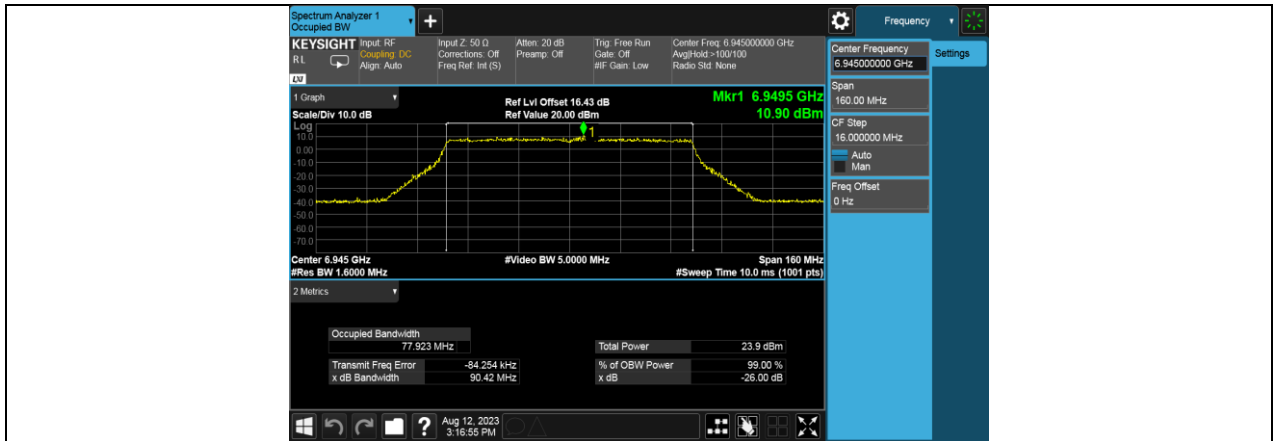 Spectrum Analyzer 1
Occupied BW
+
Frequency
KEYSIGHT
RL
LXI
Input: RF
Coupling: DC
Align: Auto
Input Z: 50 Ω
Corrections: Off
Freq Ref: Int (S)
Atten: 20 dB
Preamp: Off
Trig: Free Run
Gate: Off
#IF Gain: Low
Center Freq: 6.945000000 GHz
Avg|Hold:>100/100
Radio Std: None
Center Frequency
6.945000000 GHz
Settings
Span
160.00 MHz
CF Step
16.000000 MHz
Auto
Man
Freq Offset
0 Hz
1 Graph
Scale/Div 10.0 dB
Ref Lvl Offset 16.43 dB
Ref Value 20.00 dBm
Mkr1 6.9495 GHz
10.90 dBm
Log
10.0
0.00
-10.0
-20.0
-30.0
-40.0
-50.0
-60.0
-70.0
1
Center 6.945 GHz
#Res BW 1.6000 MHz
#Video BW 5.0000 MHz
Span 160 MHz
#Sweep Time 10.0 ms (1001 pts)
2 Metrics
Occupied Bandwidth
77.923 MHz
Transmit Freq Error -84.254 kHz
x dB Bandwidth 90.42 MHz
Total Power 23.9 dBm
% of OBW Power 99.00 %
x dB -26.00 dB
?
Aug 12, 2023
3:16:55 PM